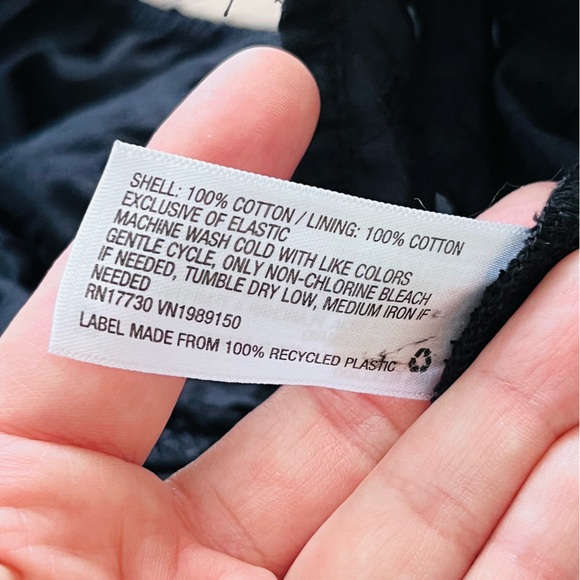 SHELL: 100% COTTON / LINING: 100% COTTON
EXCLUSIVE OF ELASTIC
MACHINE WASH COLD WITH LIKE COLORS
GENTLE CYCLE, ONLY NON-CHLORINE BLEACH
IF NEEDED, TUMBLE DRY LOW, MEDIUM IRON IF
NEEDED
RN17730 VN1989150
LABEL MADE FROM 100% RECYCLED PLASTIC